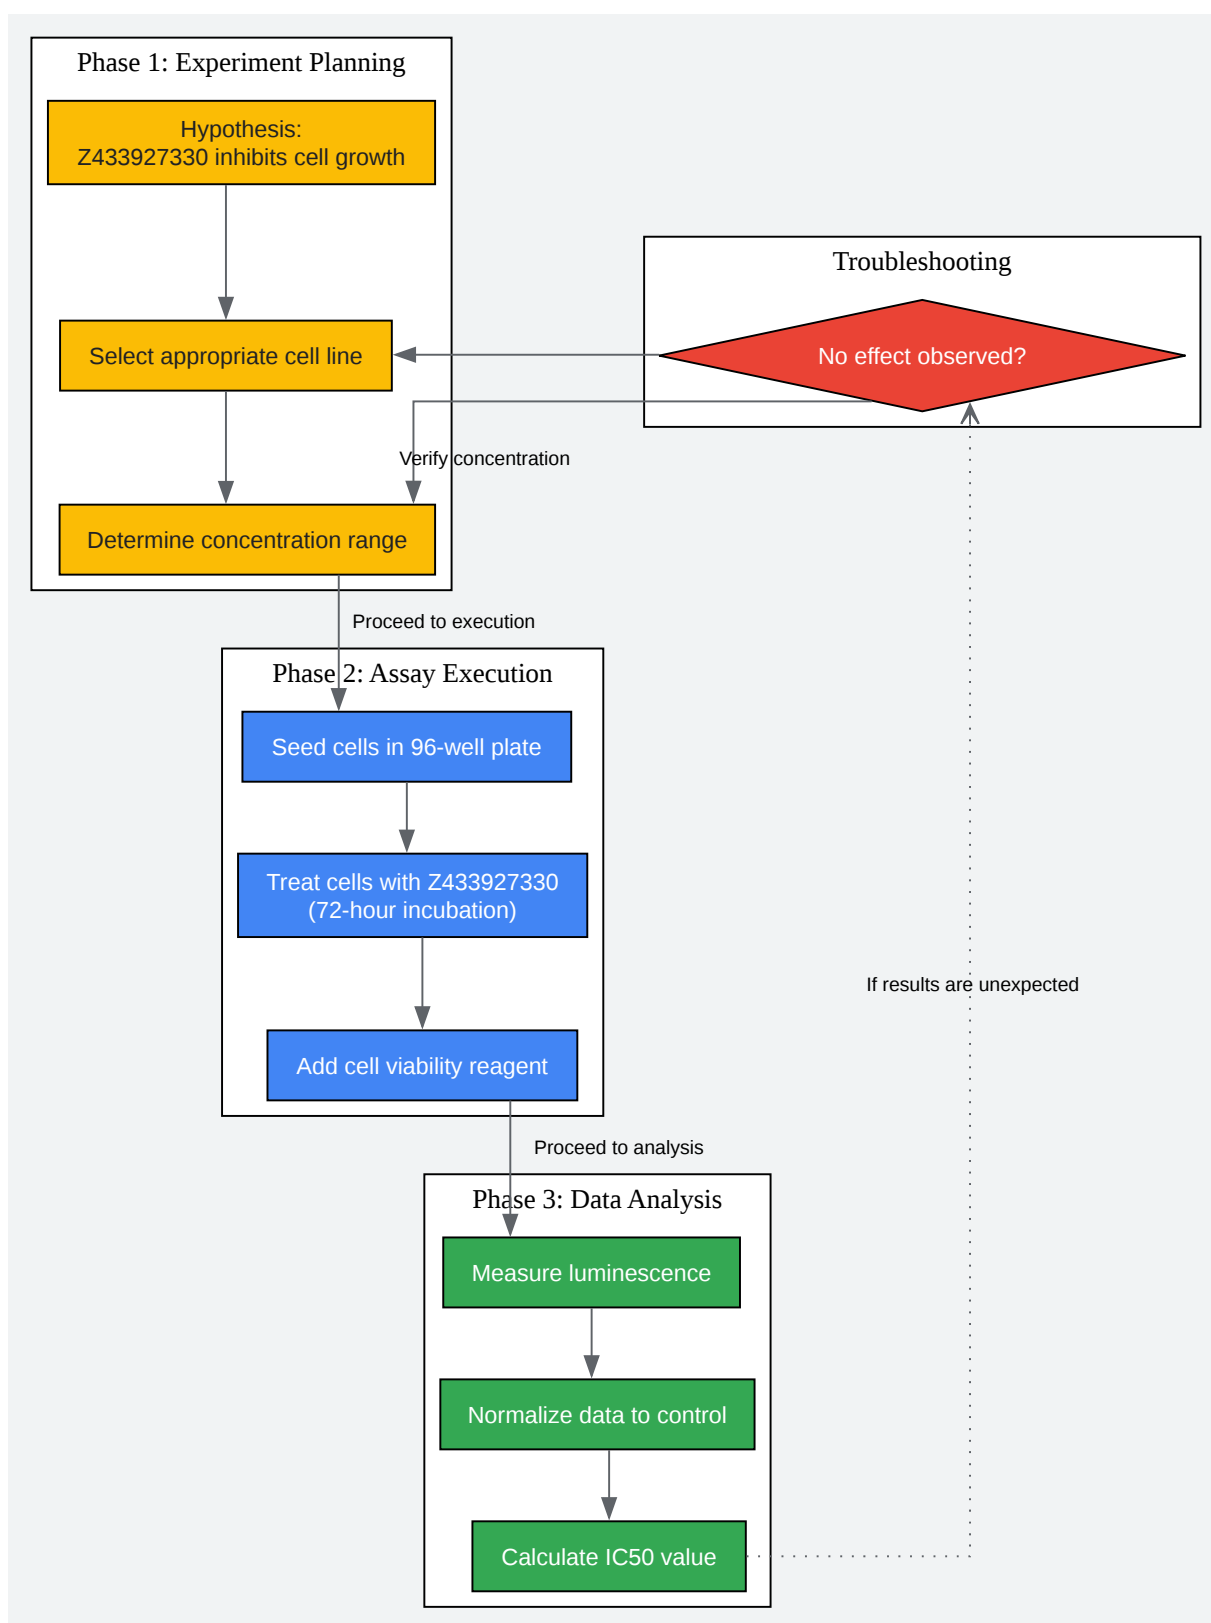 Phase 1: Experiment Planning
Hypothesis:
Z433927330 inhibits cell growth
Troubleshooting
Select appropriate cell line
No effect observed?
Verify concentration
Determine concentration range
Proceed to execution
Phase 2: Assay Execution
Seed cells in 96-well plate
Treat cells with Z433927330
(72-hour incubation)
If results are unexpected
Add cell viability reagent
Proceed to analysis
Phase 3: Data Analysis
Measure luminescence
Normalize data to control
Calculate IC50 value